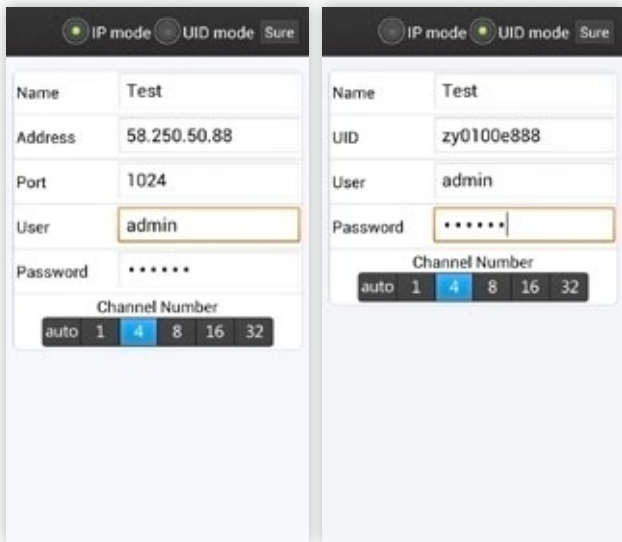 IP mode UID mode Sure
Name Test
Address 58.250.50.88
Port 1024
User admin
Password ••••••
Channel Number
auto 1 4 8 16 32
IP mode UID mode Sure
Name Test
UID zy0100e888
User admin
Password ••••••
Channel Number
auto 1 4 8 16 32